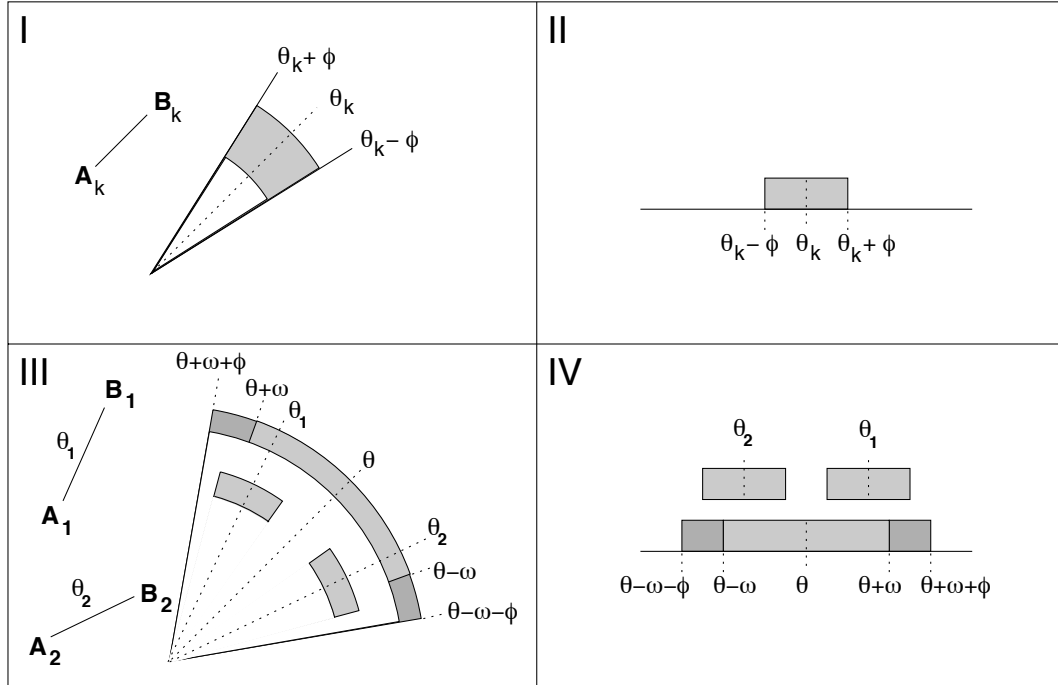 I
θk+ ϕ
Bk
θk
θk− ϕ
Ak
II
θk− ϕ
θk
θk+ ϕ
III
θ+ω+ϕ
B1
θ+ω
θ1
θ1
θ
A1
θ2
θ2
B2
θ−ω
θ−ω−ϕ
A2
IV
θ2
θ1
θ−ω−ϕ
θ−ω
θ
θ+ω
θ+ω+ϕ